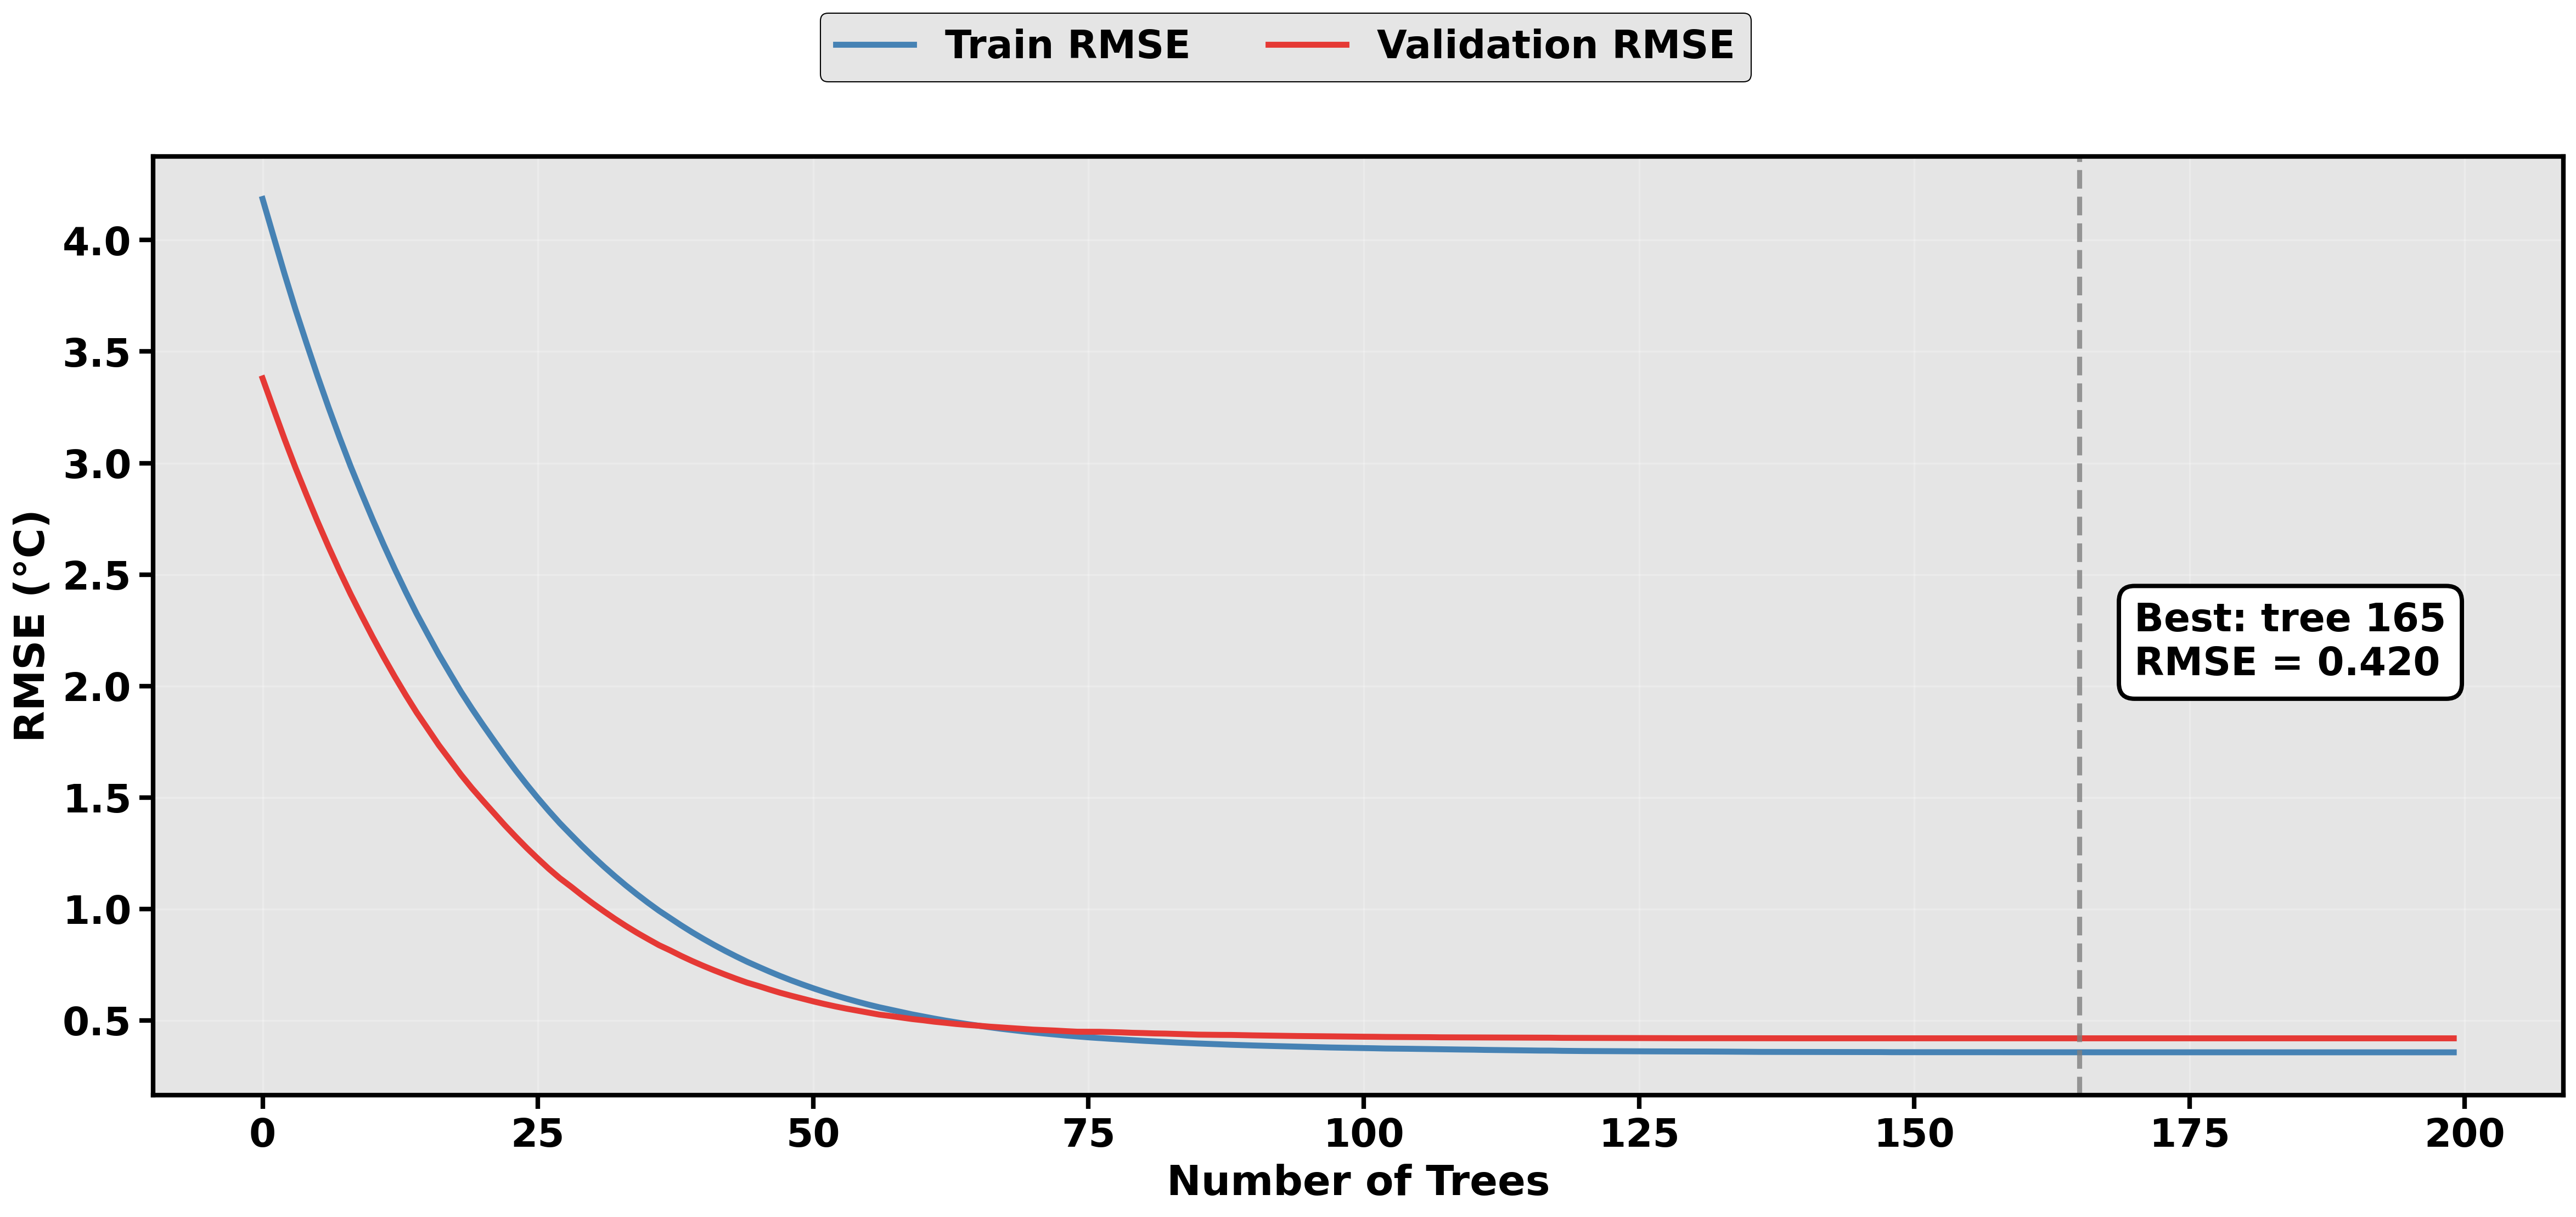 Train RMSE Validation RMSE
RMSE (°C)
4.0
3.5
3.0
2.5
2.0
1.5
1.0
0.5
Best: tree 165
RMSE = 0.420
0 25 50 75 100 125 150 175 200
Number of Trees